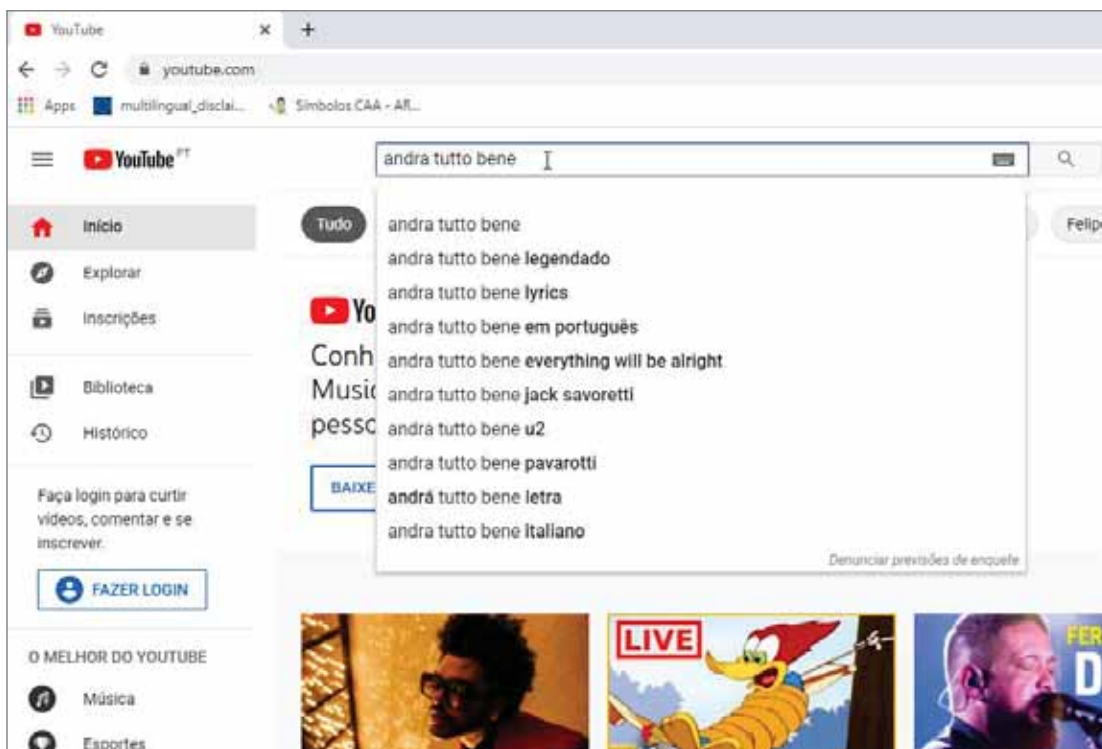 YouTube
youtube.com
Apps multilingual_disclai... Símbolos CAA - AR...
YouTube PT
andra tutto bene
Início
Explorar
Inscrições
Biblioteca
Histórico
Faça login para curtir
vídeos, comentar e se
inscrever.
FAZER LOGIN
O MELHOR DO YOUTUBE
Música
Esportes
Tudo
Felip
andra tutto bene
andra tutto bene legendado
andra tutto bene lyrics
andra tutto bene em português
andra tutto bene everything will be alright
andra tutto bene jack savoretti
andra tutto bene u2
andra tutto bene pavarotti
andrá tutto bene letra
andra tutto bene italiano
Denunciar previsões de enquete
Yo
Conh
Music
pesso
BAIXE
LIVE
FER
D